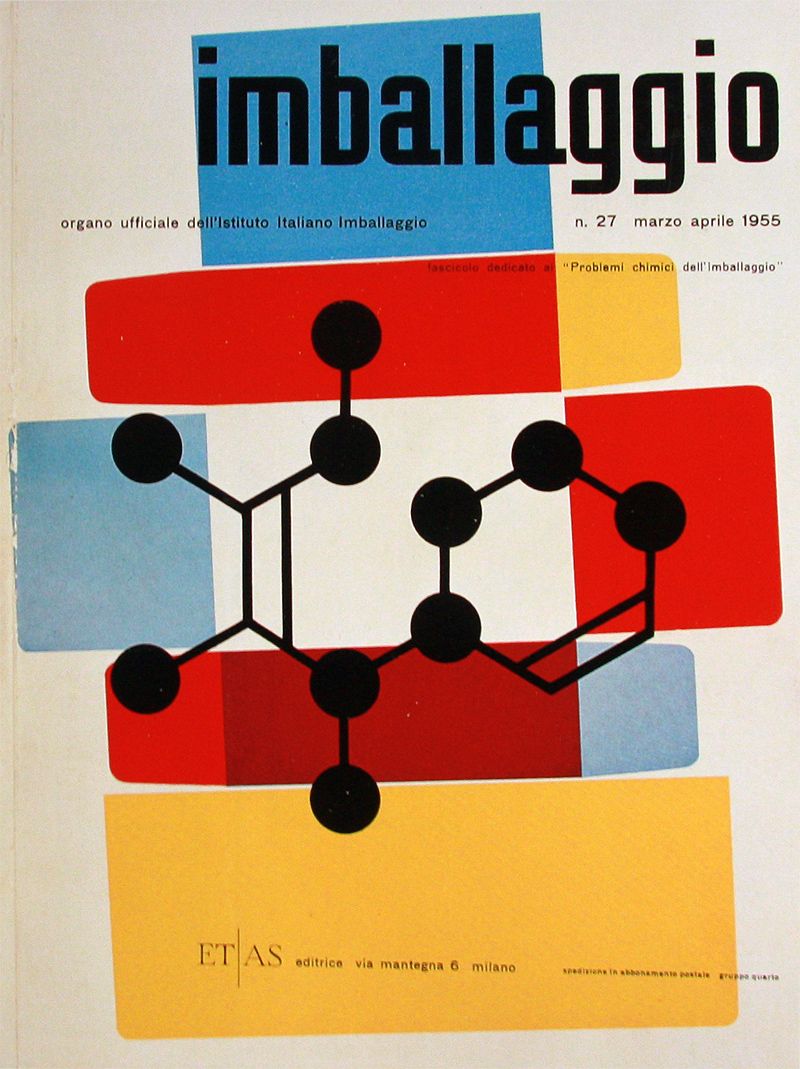 imballaggio
organo ufficiale dell'Istituto Italiano Imballaggio n. 27 marzo aprile 1955
fascicolo dedicato ai "Problemi chimici dell'Imballaggio"
ET AS editrice via mantegna 6 milano
spedizione in abbonamento postale gruppo quarto